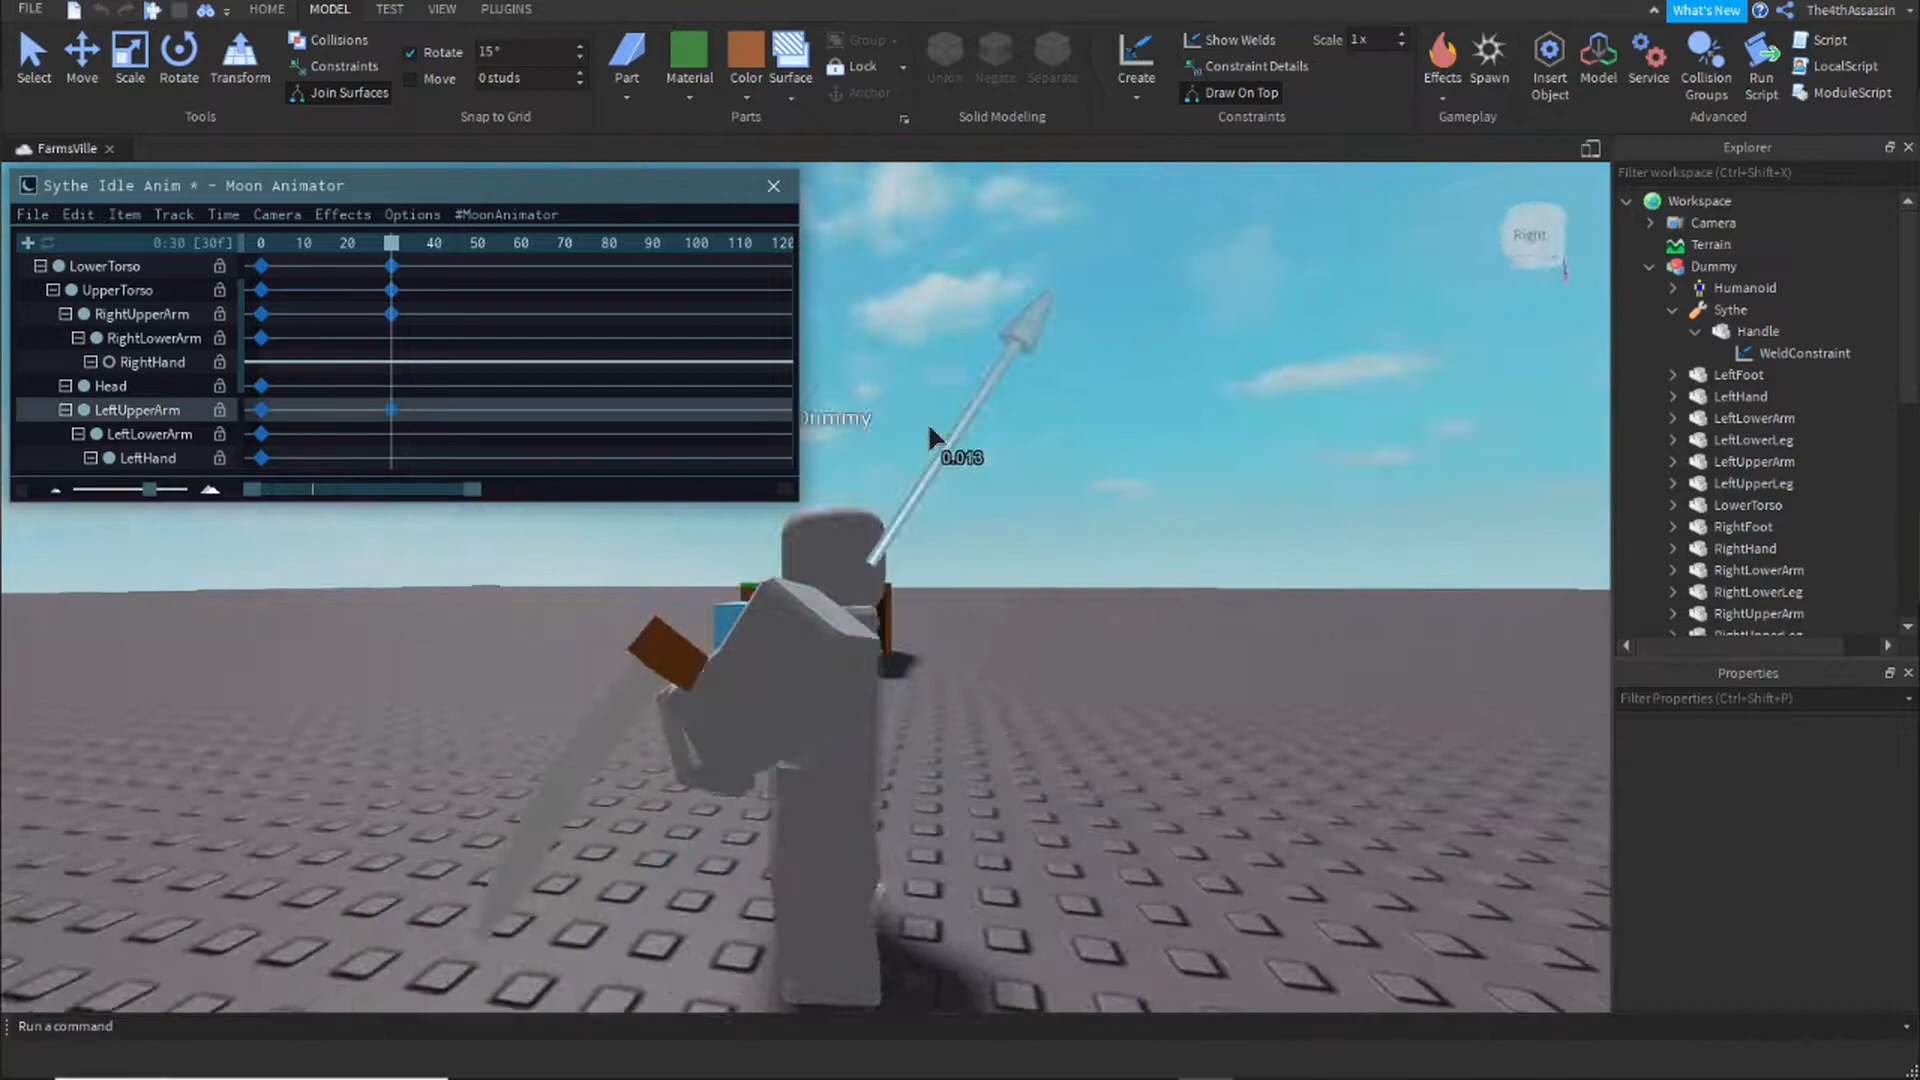 FILE HOME MODEL TEST VIEW PLUGINS What's New The4thAssassin
Select Move Scale Rotate Transform
Collisions
Constraints
Join Surfaces
Tools
Rotate 15°
Move 0 studs
Snap to Grid
Part Material Color Surface
Group
Lock
Anchor
Parts
Union Negate Separate
Solid Modeling
Create
Show Welds Scale 1x
Constraint Details
Draw On Top
Constraints
Effects Spawn
Gameplay
Insert Object
Model
Service
Collision Groups
Run Script
Script
LocalScript
ModuleScript
Advanced
FarmsVille
Sythe Idle Anim * - Moon Animator
File Edit Item Track Time Camera Effects Options #MoonAnimator
0:30 [30f] 0 10 20 40 50 60 70 80 90 100 110 120
LowerTorso
UpperTorso
RightUpperArm
RightLowerArm
RightHand
Head
LeftUpperArm
LeftLowerArm
LeftHand
Dummy
0.013
Right
Explorer
Filter workspace (Ctrl+Shift+X)
Workspace
Camera
Terrain
Dummy
Humanoid
Sythe
Handle
WeldConstraint
LeftFoot
LeftHand
LeftLowerArm
LeftLowerLeg
LeftUpperArm
LeftUpperLeg
LowerTorso
RightFoot
RightHand
RightLowerArm
RightLowerLeg
RightUpperArm
RightUpperLeg
Properties
Filter Properties (Ctrl+Shift+P)
Run a command